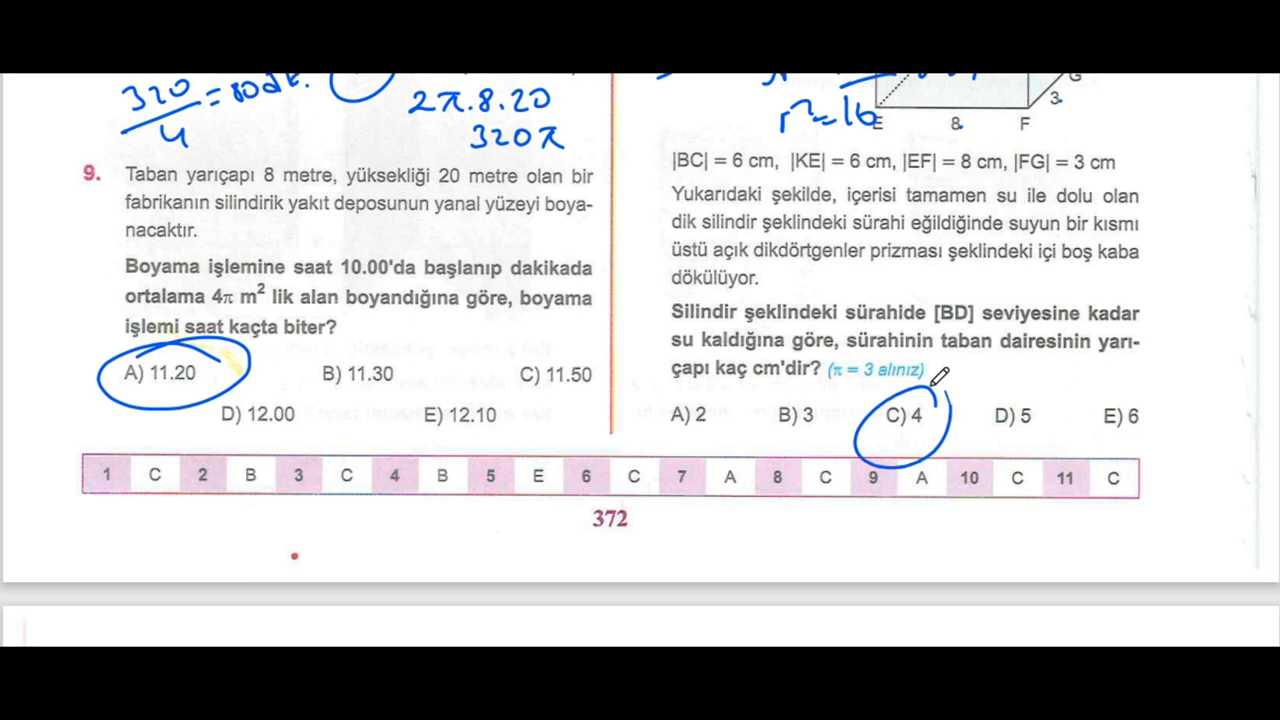 320
4
= 80 dk.
2π.8.20
320π
9. Taban yarıçapı 8 metre, yüksekliği 20 metre olan bir
fabrikanın silindirik yakıt deposunun yanal yüzeyi boya-
nacaktır.
Boyama işlemine saat 10.00'da başlanıp dakikada
ortalama 4π m² lik alan boyandığına göre, boyama
işlemi saat kaçta biter?
A) 11.20 B) 11.30 C) 11.50
D) 12.00 E) 12.10
r²=16
E 8 F 3 G
|BC| = 6 cm, |KE| = 6 cm, |EF| = 8 cm, |FG| = 3 cm
Yukarıdaki şekilde, içerisi tamamen su ile dolu olan
dik silindir şeklindeki sürahi eğildiğinde suyun bir kısmı
üstü açık dikdörtgenler prizması şeklindeki içi boş kaba
dökülüyor.
Silindir şeklindeki sürahide [BD] seviyesine kadar
su kaldığına göre, sürahinin taban dairesinin yarı-
çapı kaç cm'dir? (π = 3 alınız)
A) 2 B) 3 C) 4 D) 5 E) 6
1 C 2 B 3 C 4 B 5 E 6 C 7 A 8 C 9 A 10 C 11 C
372